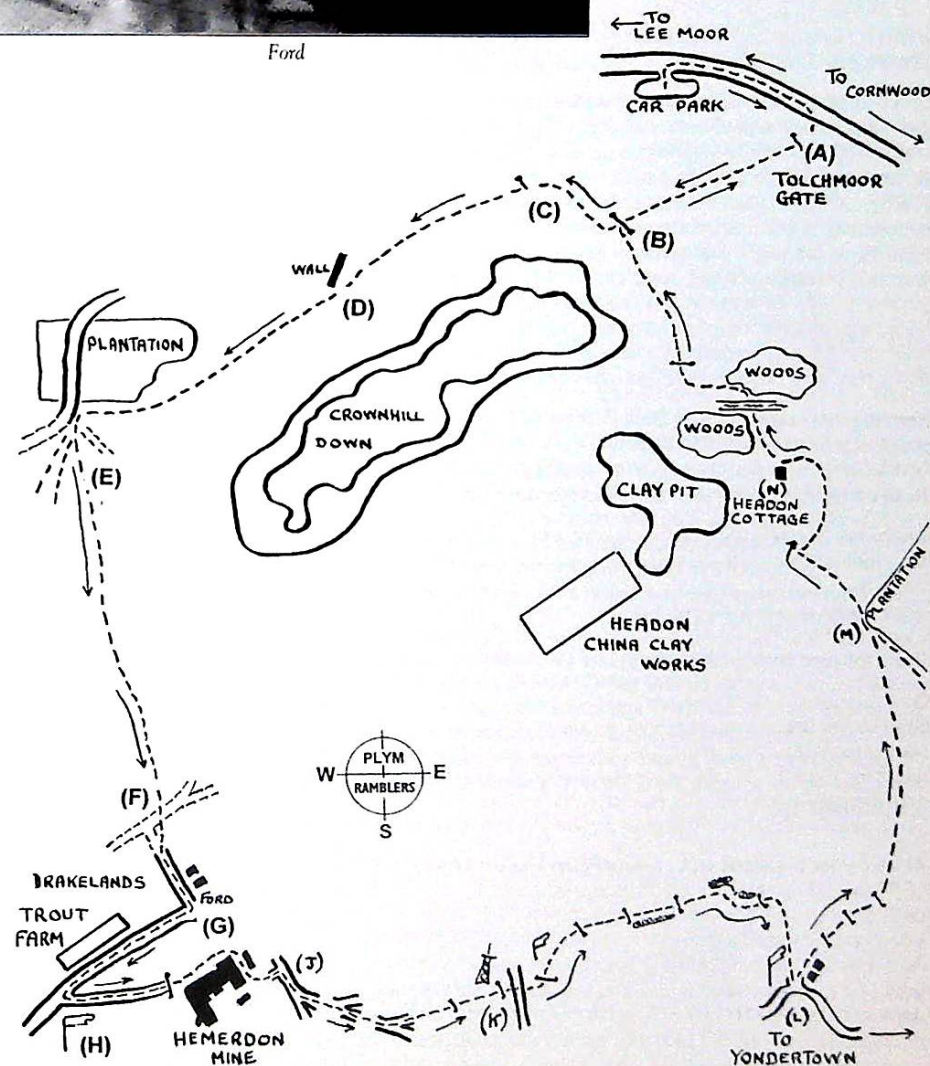 Ford
← TO
LEE MOOR
TO
CORNWOOD
CAR PARK
(A)
TOLCHMOOR
GATE
(B)
(C)
WALL
(D)
PLANTATION
(E)
CROWNHILL
DOWN
WOODS
WOODS
CLAY PIT
(N)
HEADON
COTTAGE
PLANTATION
(M)
HEADON
CHINA CLAY
WORKS
PLYM
RAMBLERS
W
E
S
(F)
DRAKELANDS
FORD
TROUT
FARM
(G)
(H)
HEMERDON
MINE
(J)
(K)
(L)
TO
YONDERTOWN